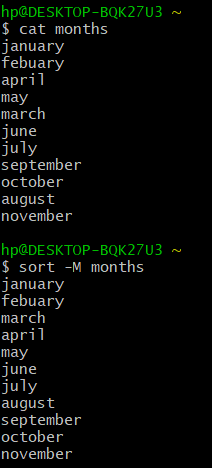 hp@DESKTOP-BQK27U3 ~
$ cat months
january
febuary
april
may
march
june
july
september
october
august
november
hp@DESKTOP-BQK27U3 ~
$ sort -M months
january
febuary
march
april
may
june
july
august
september
october
november